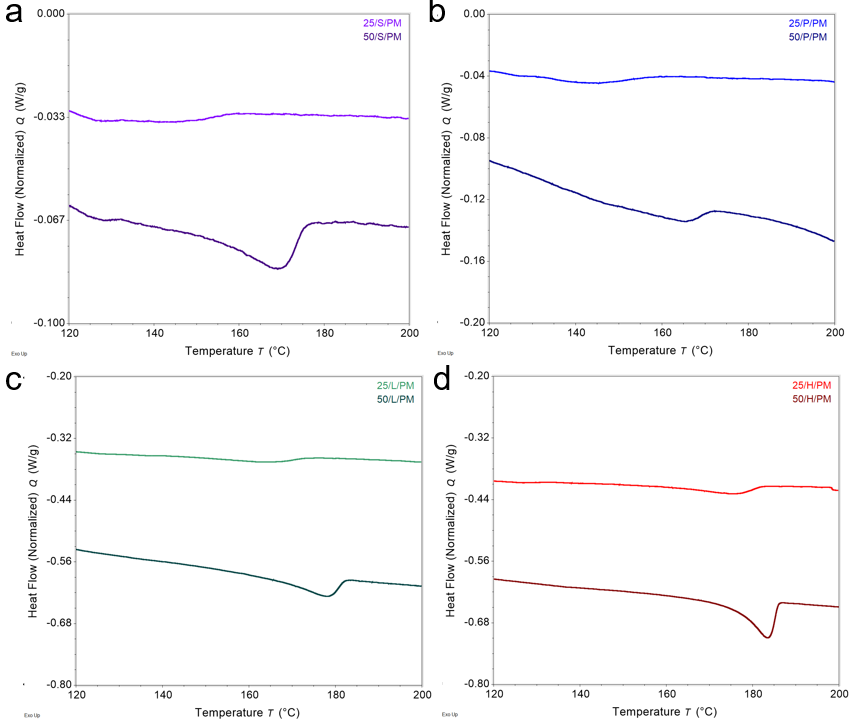 a
0.000
25/S/PM
50/S/PM
-0.033
-0.067
-0.100
120 140 160 180 200
Heat Flow (Normalized) Q (W/g)
Temperature T (°C)
Exo Up
b
0.00
25/P/PM
50/P/PM
-0.04
-0.08
-0.12
-0.16
-0.20
120 140 160 180 200
Heat Flow (Normalized) Q (W/g)
Temperature T (°C)
Exo Up
c
-0.20
25/L/PM
50/L/PM
-0.32
-0.44
-0.56
-0.68
-0.80
120 140 160 180 200
Heat Flow (Normalized) Q (W/g)
Temperature T (°C)
Exo Up
d
-0.20
25/H/PM
50/H/PM
-0.32
-0.44
-0.56
-0.68
-0.80
120 140 160 180 200
Heat Flow (Normalized) Q (W/g)
Temperature T (°C)
Exo Up